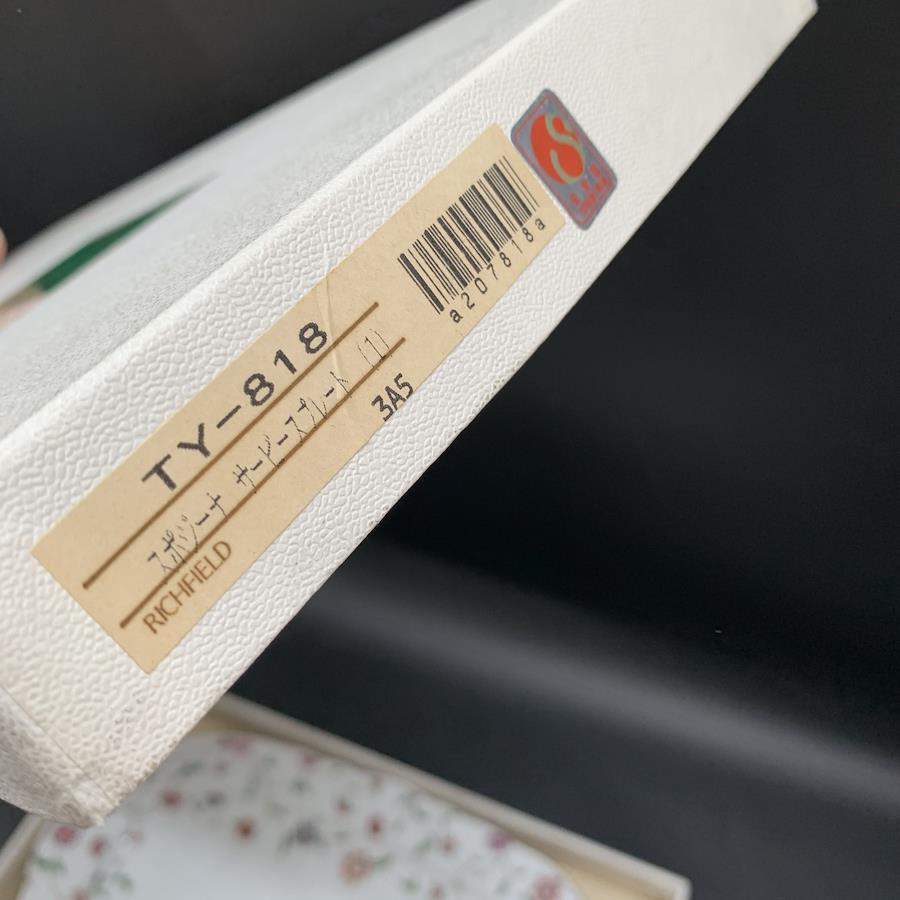 TY-818
スポジーナ サービースプレート (1)
RICHFIELD
3A5
a207818a
S